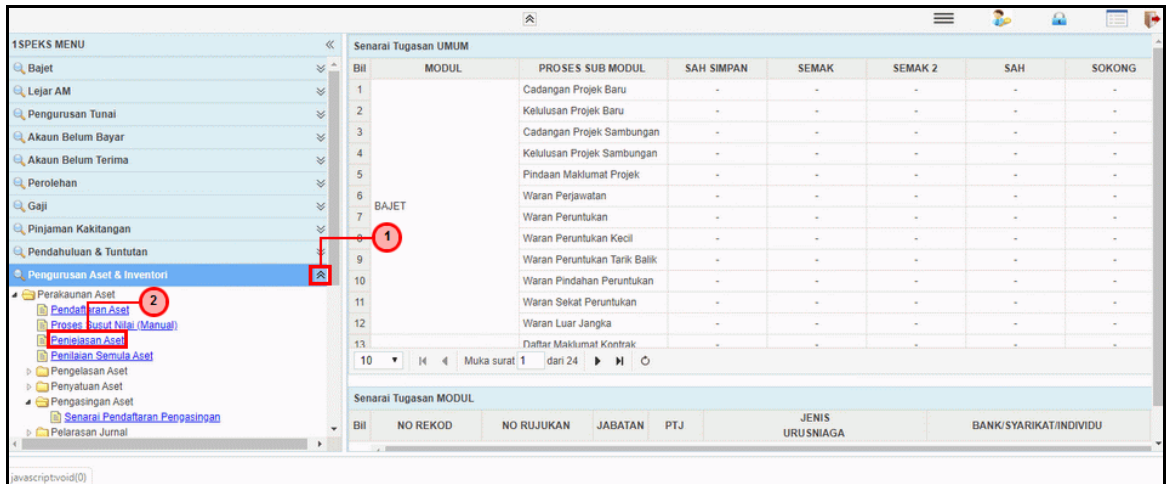 1SPEKS MENU
Bajet
Lejar AM
Pengurusan Tunai
Akaun Belum Bayar
Akaun Belum Terima
Perolehan
Gaji
Pinjaman Kakitangan
Pendahuluan & Tuntutan
Pengurusan Aset & Inventori
1
Perakaunan Aset
2
Pendaftaran Aset
Proses Susut Nilai (Manual)
Penjejasan Aset
Penilaian Semula Aset
Pengelasan Aset
Penyatuan Aset
Pengasingan Aset
Senarai Pendaftaran Pengasingan
Pelarasan Jurnal
Senarai Tugasan UMUM
Bil MODUL PROSES SUB MODUL SAH SIMPAN SEMAK SEMAK 2 SAH SOKONG
1 Cadangan Projek Baru - - - - -
2 Kelulusan Projek Baru - - - - -
3 Cadangan Projek Sambungan - - - - -
4 Kelulusan Projek Sambungan - - - - -
5 Pindaan Maklumat Projek - - - - -
6 Waran Perjawatan - - - - -
BAJET
7 Waran Peruntukan - - - - -
8 Waran Peruntukan Kecil - - - - -
9 Waran Peruntukan Tarik Balik - - - - -
10 Waran Pindahan Peruntukan - - - - -
11 Waran Sekat Peruntukan - - - - -
12 Waran Luar Jangka - - - - -
13 Daftar Maklumat Kontrak - - - - -
10 Muka surat 1 dari 24
Senarai Tugasan MODUL
Bil NO REKOD NO RUJUKAN JABATAN PTJ JENIS URUSNIAGA BANK/SYARIKAT/INDIVIDU
javascript:void(0)